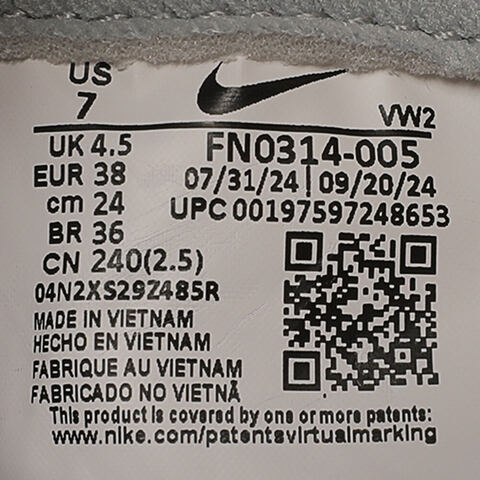 US
7
VW2
UK 4.5
FN0314-005
EUR 38
07/31/24 | 09/20/24
cm 24
UPC 00197597248653
BR 36
CN 240(2.5)
04N2XS29Z485R
MADE IN VIETNAM
HECHO EN VIETNAM
FABRIQUE AU VIETNAM
FABRICADO NO VIETNÃ
This product is covered by one or more patents:
www.nike.com/patentsvirtualmarking